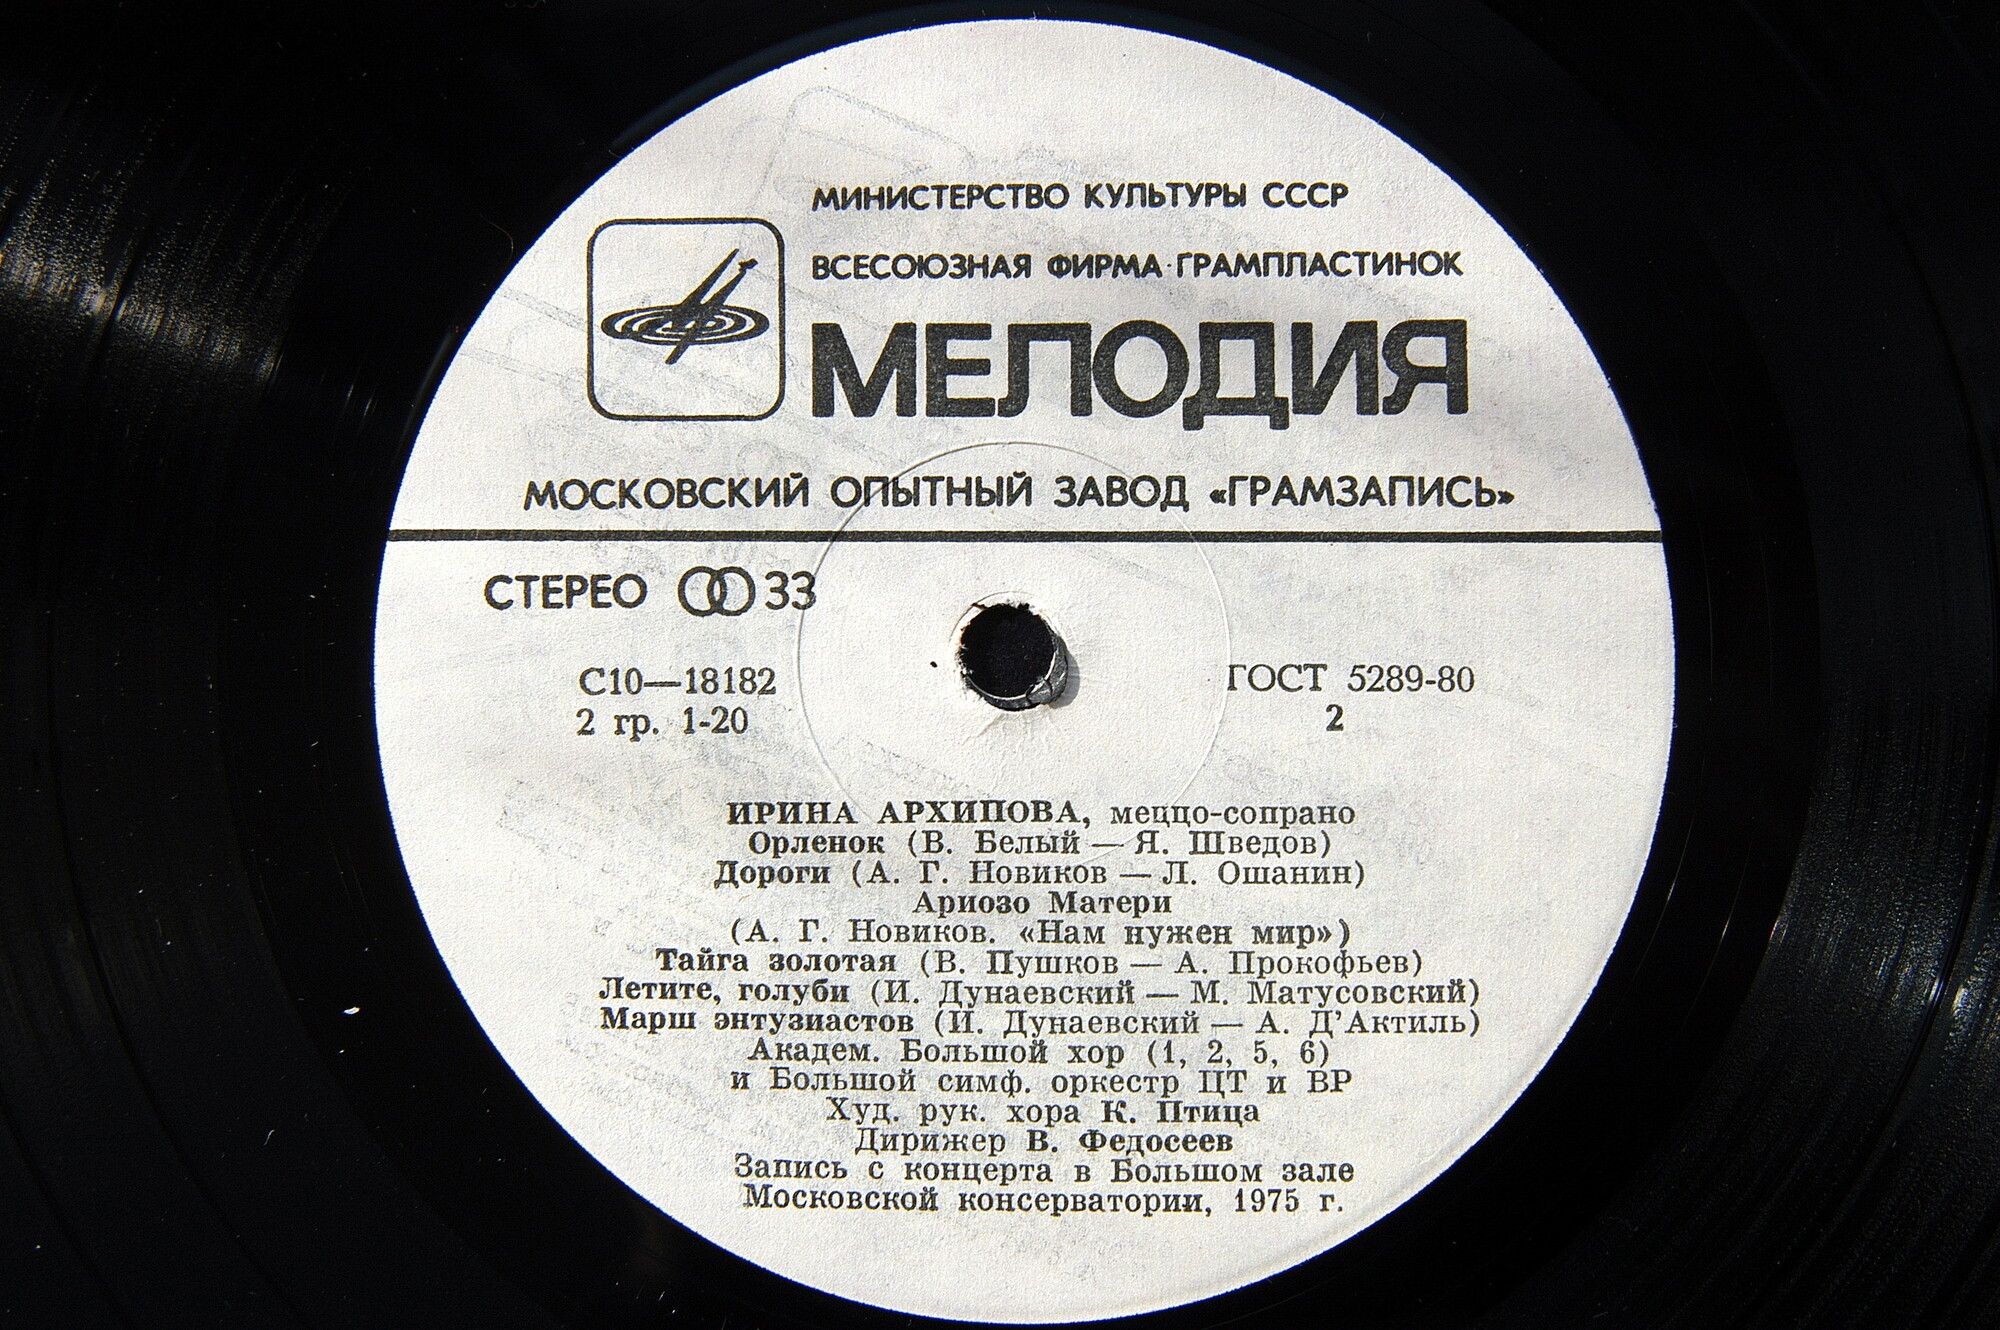 МИНИСТЕРСТВО КУЛЬТУРЫ СССР
ВСЕСОЮЗНАЯ ФИРМА·ГРАМПЛАСТИНОК
МЕЛОДИЯ
МОСКОВСКИЙ ОПЫТНЫЙ ЗАВОД «ГРАМЗАПИСЬ»
СТЕРЕО 33
С10—18182
2 гр. 1-20
ГОСТ 5289-80
2
ИРИНА АРХИПОВА, меццо-сопрано
Орленок (В. Белый — Я. Шведов)
Дороги (А. Г. Новиков — Л. Ошанин)
Ариозо Матери
(А. Г. Новиков. «Нам нужен мир»)
Тайга золотая (В. Пушков — А. Прокофьев)
Летите, голуби (И. Дунаевский — М. Матусовский)
Марш энтузиастов (И. Дунаевский — А. Д’Актиль)
Академ. Большой хор (1, 2, 5, 6)
и Большой симф. оркестр ЦТ и ВР
Худ. рук. хора К. Птица
Дирижер В. Федосеев
Запись с концерта в Большом зале
Московской консерватории, 1975 г.